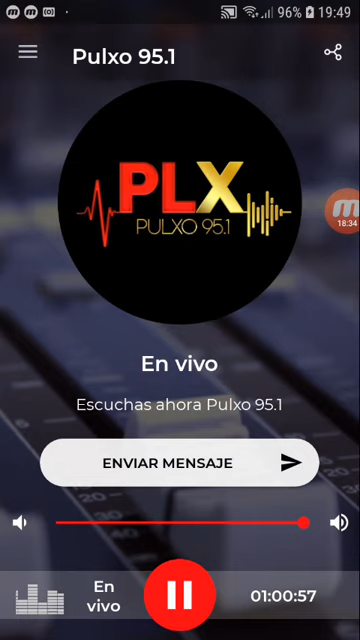 96% 19:49
Pulxo 95.1
PLX
PULXO 95.1
18:34
En vivo
Escuchas ahora Pulxo 95.1
ENVIAR MENSAJE
En
vivo
01:00:57